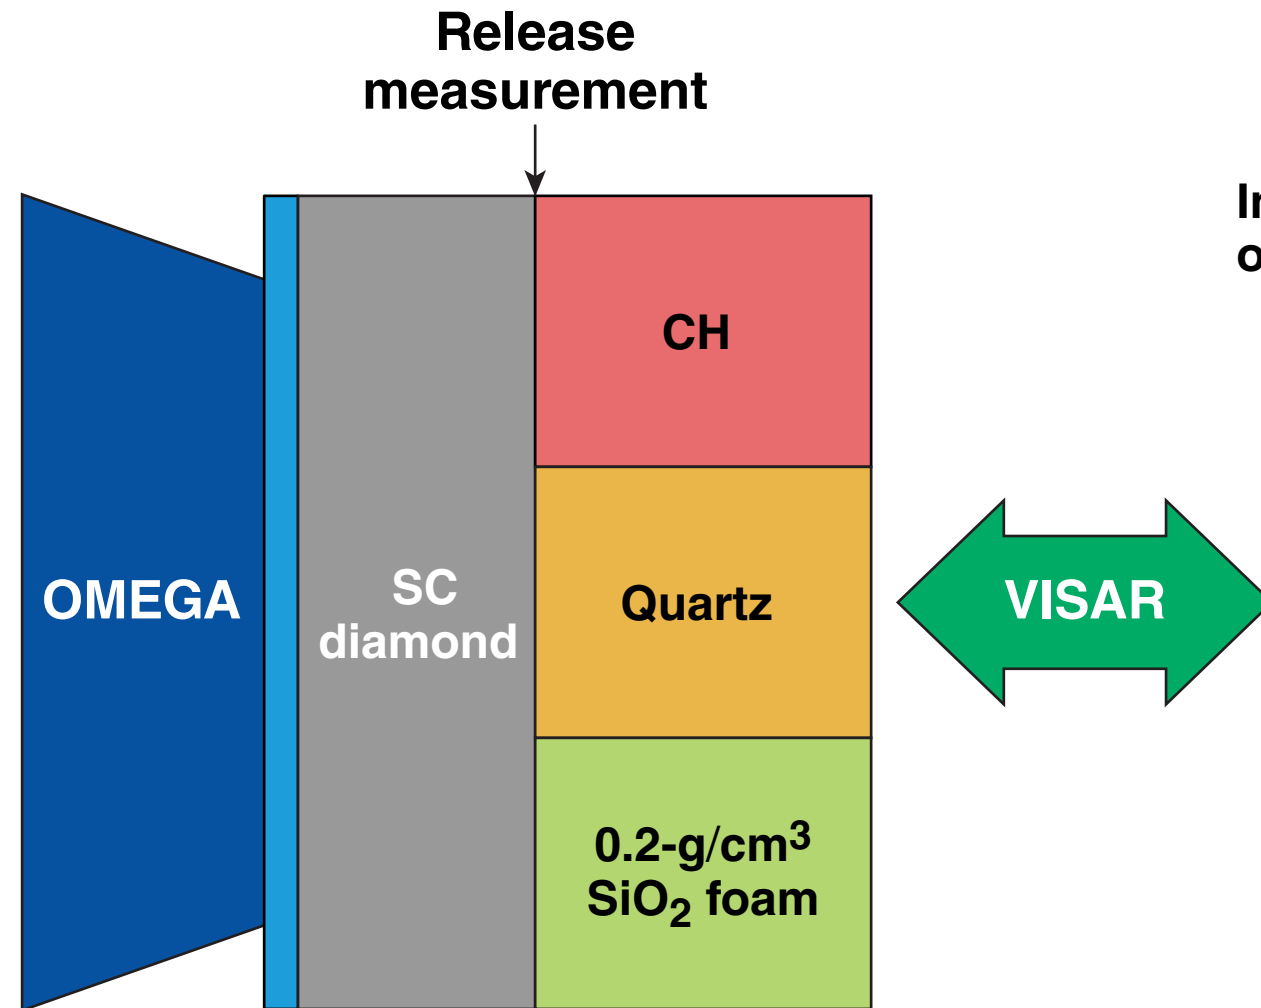 Release
measurement
CH
OMEGA
SC
diamond
Quartz
VISAR
0.2-g/cm³
SiO₂ foam